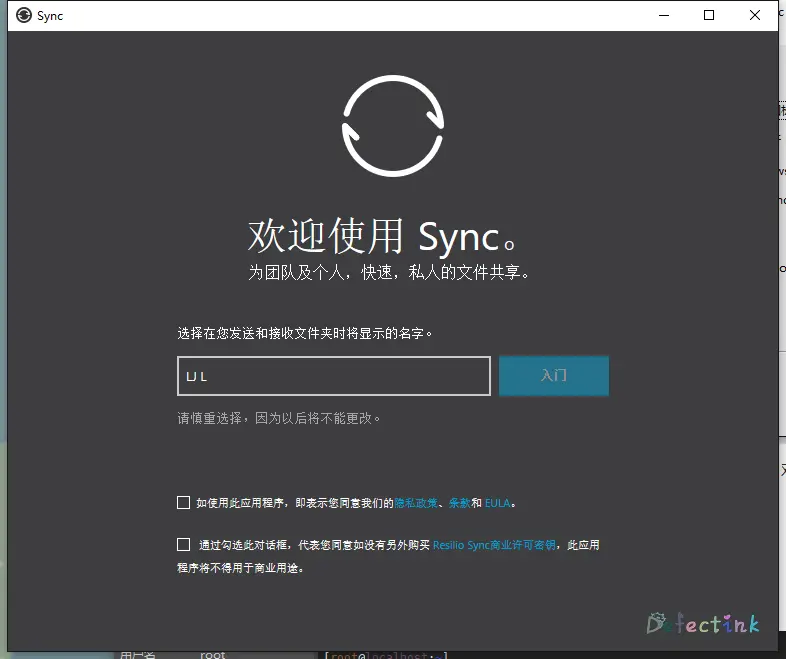 Sync
欢迎使用 Sync。
为团队及个人，快速，私人的文件共享。
选择在您发送和接收文件夹时将显示的名字。
入门
请慎重选择，因为以后将不能更改。
如使用此应用程序，即表示您同意我们的隐私政策、条款和 EULA。
通过勾选此对话框，代表您同意如没有另外购买 Resilio Sync商业许可密钥，此应用
程序将不得用于商业用途。
Defectink
用户名 root [root@localhost:~]